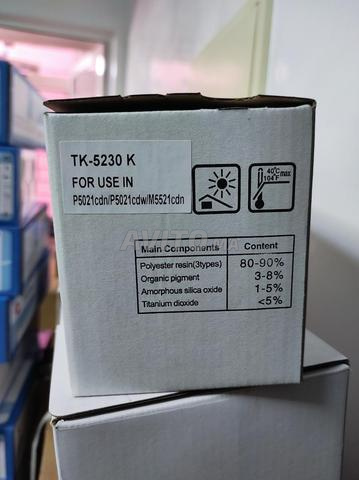 TK-5230 K
FOR USE IN
P5021cdn/P5021cdw/M5521cdn
40°C
104°F max
Main Components Content
Polyester resin(3types) 80-90%
Organic pigment 3-8%
Amorphous silica oxide 1-5%
Titanium dioxide <5%